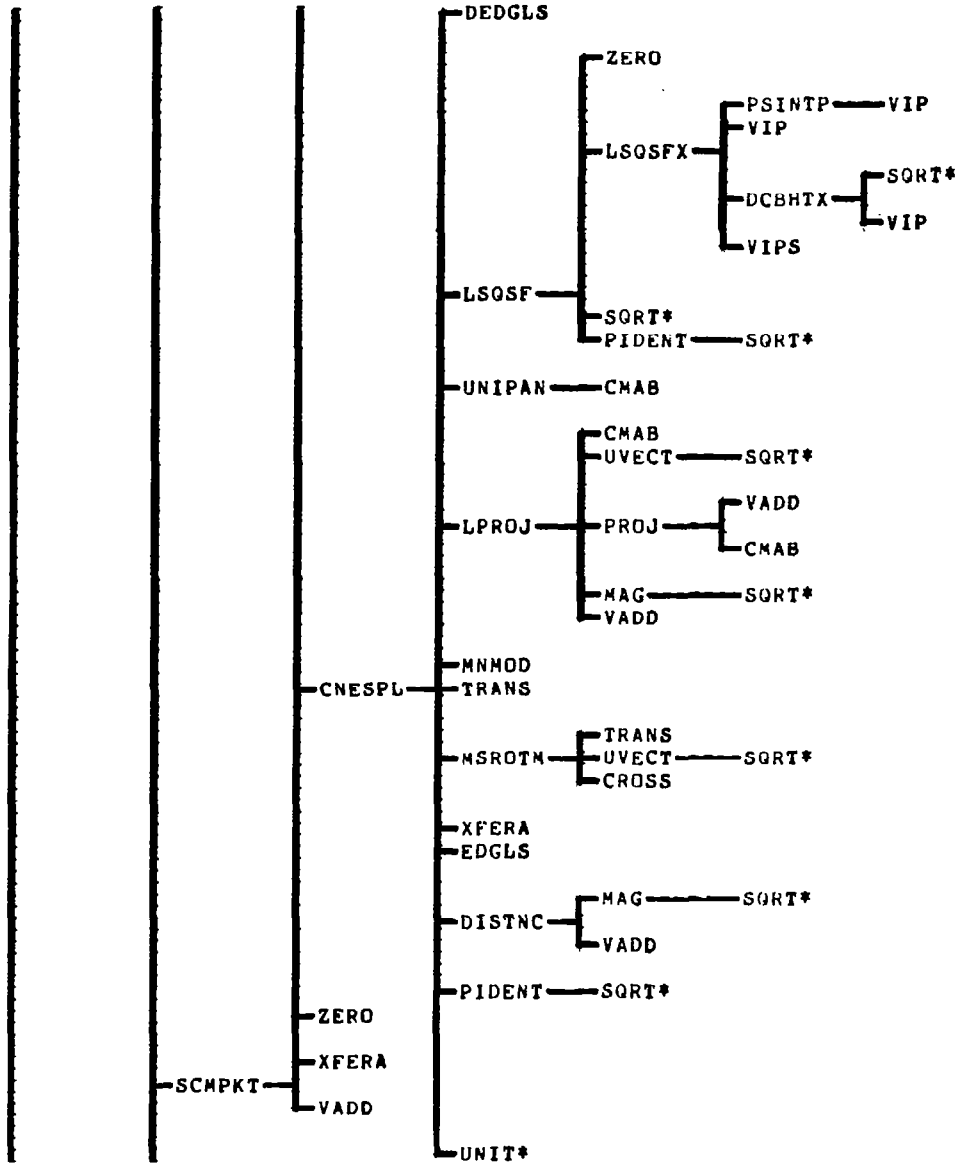 DEDGLS
ZERO
PSINTP VIP
VIP
LSQSFX
SQRT*
DCBHTX
VIP
VIPS
LSQSF
SQRT*
PIDENT SQRT*
UNIPAN CMAB
CMAB
UVECT SQRT*
VADD
LPROJ PROJ
CMAB
MAG SQRT*
VADD
MNMOD
CNESPL TRANS
TRANS
MSROTM UVECT SQRT*
CROSS
XFERA
EDGLS
MAG SQRT*
DISTNC
VADD
PIDENT SQRT*
ZERO
XFERA
SCMPKT
VADD
UNIT*